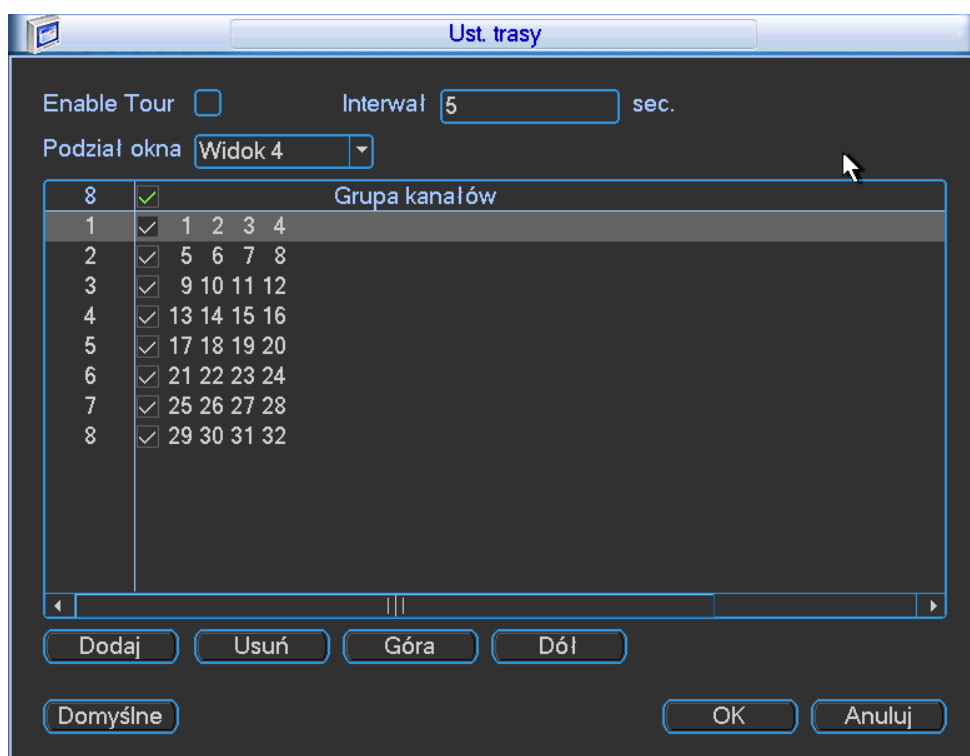 Ust. trasy
Enable Tour Interwał 5 sec.
Podział okna Widok 4
8 Grupa kanałów
1 1 2 3 4
2 5 6 7 8
3 9 10 11 12
4 13 14 15 16
5 17 18 19 20
6 21 22 23 24
7 25 26 27 28
8 29 30 31 32
Dodaj Usuń Góra Dół
Domyślne OK Anuluj